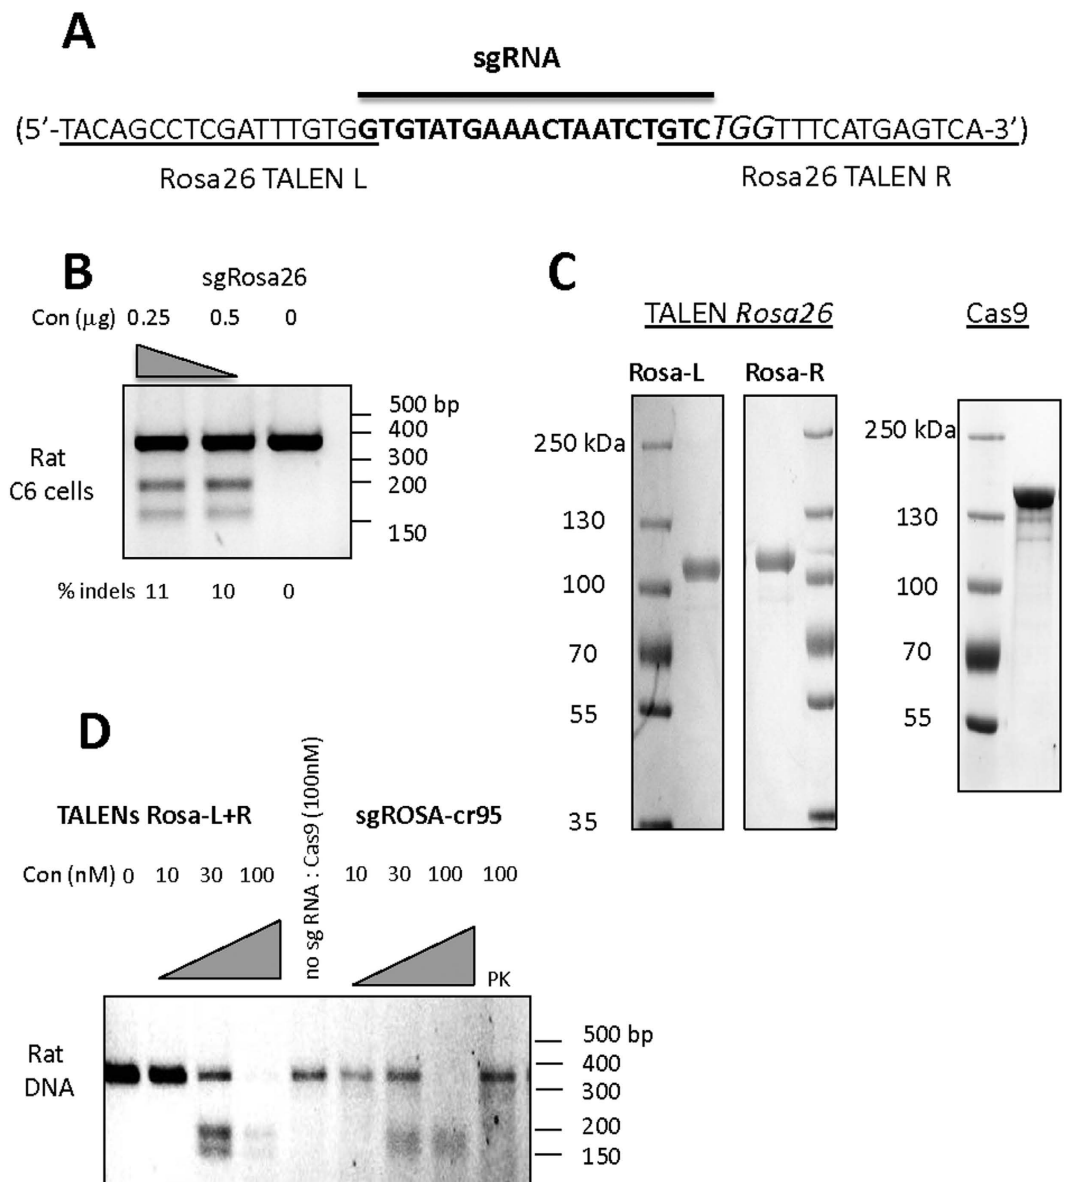 A
sgRNA
(5'-TACAGCCTCGATTTGTGGTGTATGAAACTAATCTGTCTGGTTTCATGAGTCA-3')
Rosa26 TALEN L
Rosa26 TALEN R
B
sgRosa26
Con (µg) 0.25 0.5 0
500 bp
400
300
200
150
Rat
C6 cells
% indels 11 10 0
C
TALEN Rosa26
Cas9
Rosa-L
Rosa-R
250 kDa
130
100
70
55
35
250 kDa
130
100
70
55
D
TALENs Rosa-L+R
no sg RNA : Cas9 (100nM)
sgROSA-cr95
Con (nM) 0 10 30 100
10 30 100 100
PK
Rat
DNA
500 bp
400
300
200
150